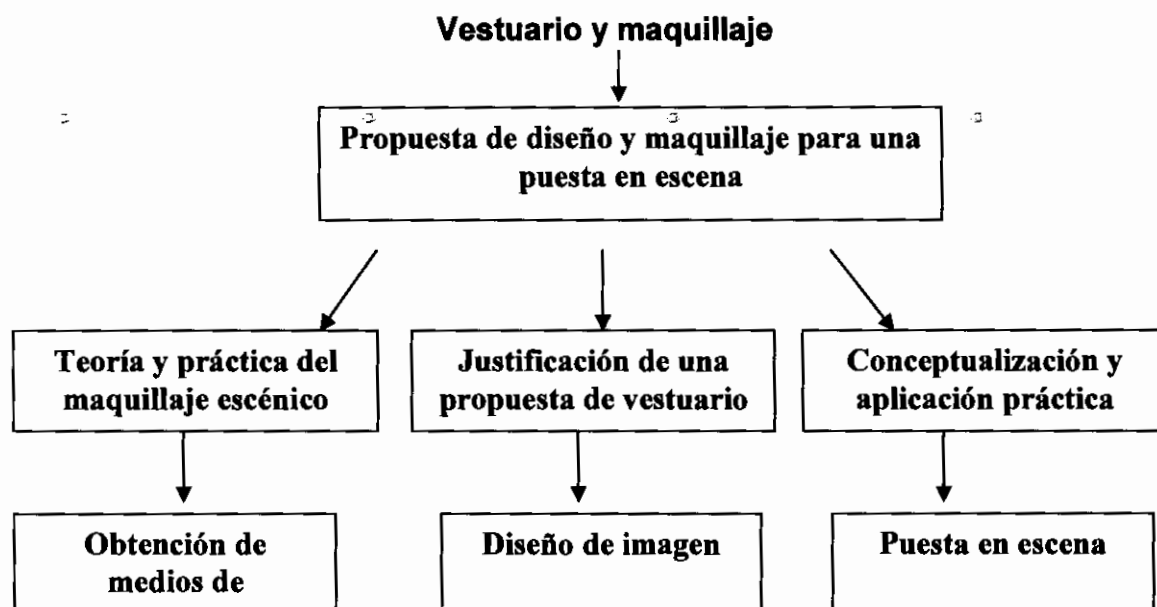 Vestuario y maquillaje
Propuesta de diseño y maquillaje para una
puesta en escena
Teoría y práctica del
maquillaje escénico
Justificación de una
propuesta de vestuario
Conceptualización y
aplicación práctica
Obtención de
medios de
Diseño de imagen
Puesta en escena